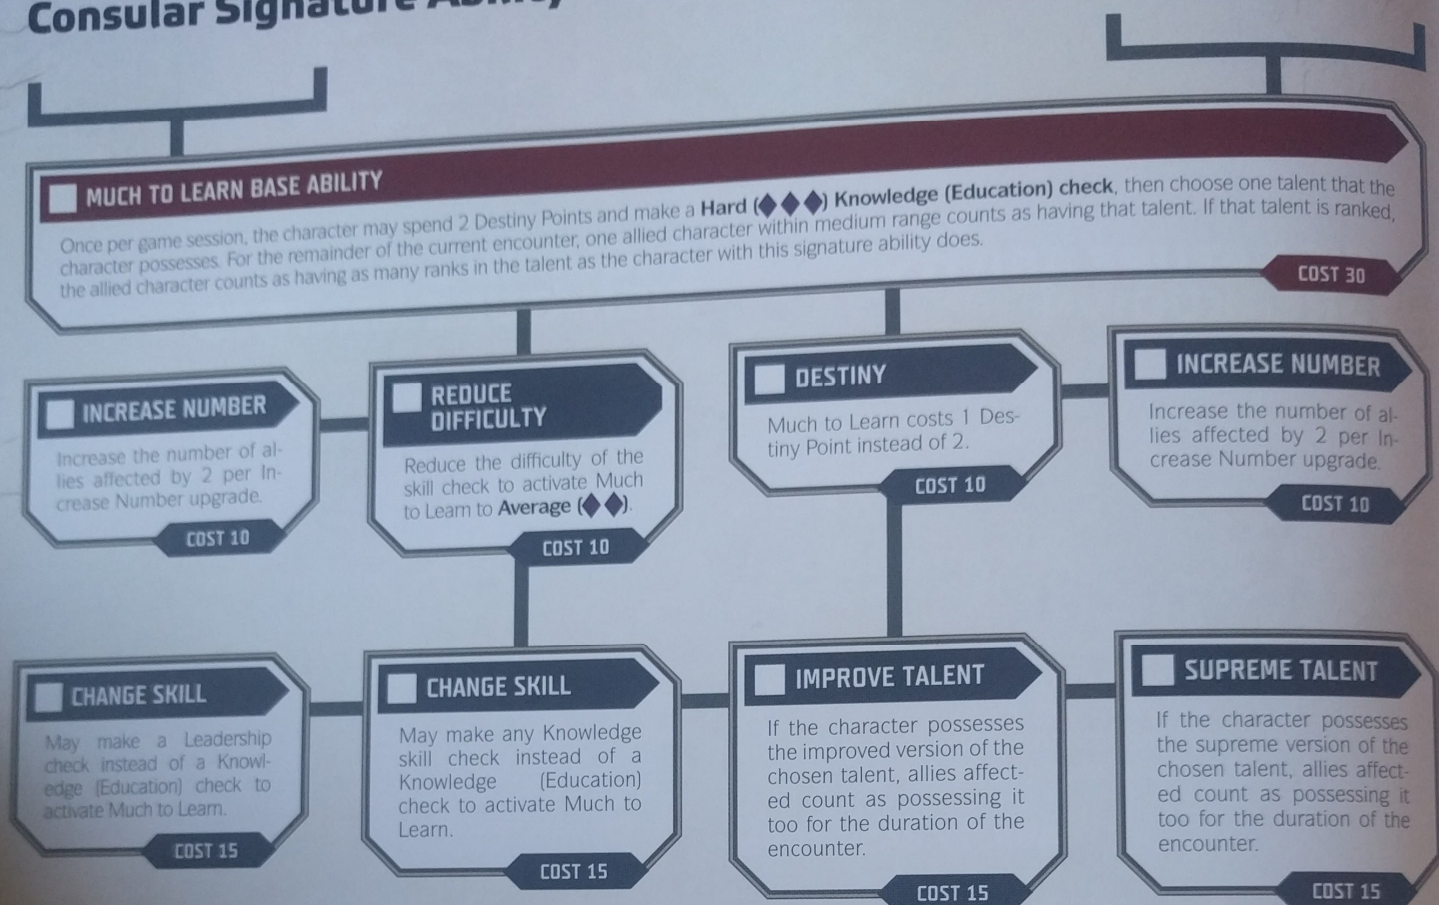 Consular Signature Ability
MUCH TO LEARN BASE ABILITY
Once per game session, the character may spend 2 Destiny Points and make a Hard (◆◆◆) Knowledge (Education) check, then choose one talent that the
character possesses. For the remainder of the current encounter, one allied character within medium range counts as having that talent. If that talent is ranked,
the allied character counts as having as many ranks in the talent as the character with this signature ability does.
COST 30
INCREASE NUMBER
Increase the number of al-
lies affected by 2 per In-
crease Number upgrade.
COST 10
REDUCE
DIFFICULTY
Reduce the difficulty of the
skill check to activate Much
to Learn to Average (◆◆).
COST 10
DESTINY
Much to Learn costs 1 Des-
tiny Point instead of 2.
COST 10
INCREASE NUMBER
Increase the number of al-
lies affected by 2 per In-
crease Number upgrade.
COST 10
CHANGE SKILL
May make a Leadership
check instead of a Knowl-
edge (Education) check to
activate Much to Learn.
COST 15
CHANGE SKILL
May make any Knowledge
skill check instead of a
Knowledge (Education)
check to activate Much to
Learn.
COST 15
IMPROVE TALENT
If the character possesses
the improved version of the
chosen talent, allies affect-
ed count as possessing it
too for the duration of the
encounter.
COST 15
SUPREME TALENT
If the character possesses
the supreme version of the
chosen talent, allies affect-
ed count as possessing it
too for the duration of the
encounter.
COST 15